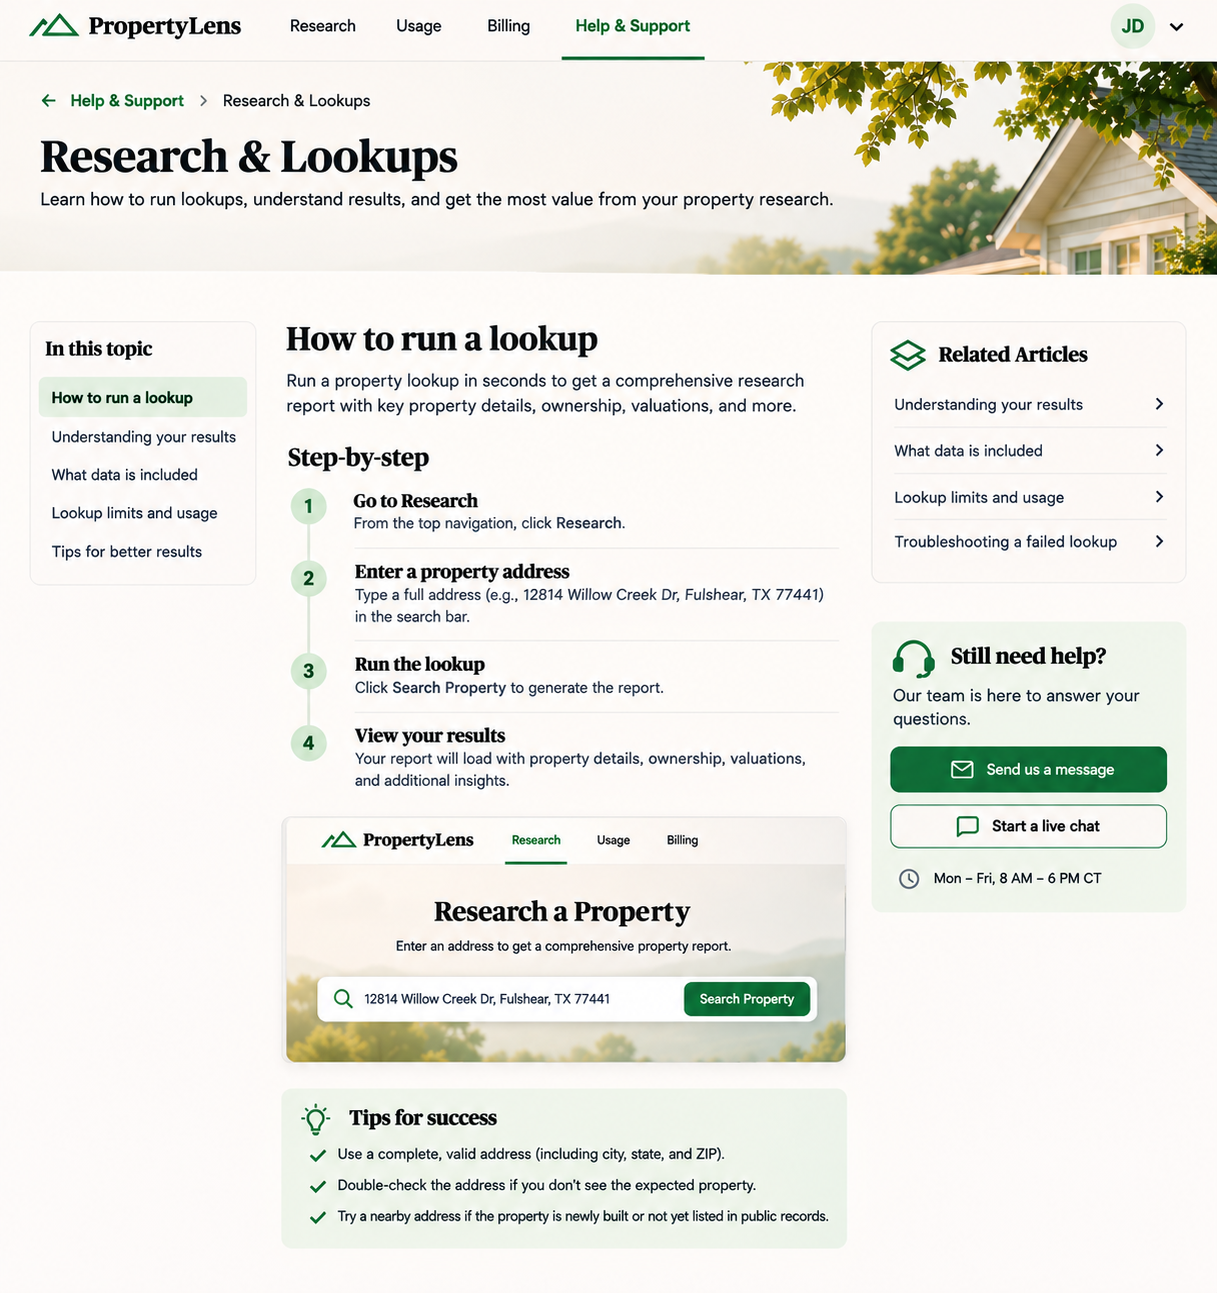 PropertyLens
Research
Usage
Billing
Help & Support
JD
Help & Support
Research & Lookups
Research & Lookups
Learn how to run lookups, understand results, and get the most value from your property research.
In this topic
How to run a lookup
Understanding your results
What data is included
Lookup limits and usage
Tips for better results
How to run a lookup
Run a property lookup in seconds to get a comprehensive research
report with key property details, ownership, valuations, and more.
Step-by-step
1
Go to Research
From the top navigation, click Research.
2
Enter a property address
Type a full address (e.g., 12814 Willow Creek Dr, Fulshear, TX 77441)
in the search bar.
3
Run the lookup
Click Search Property to generate the report.
4
View your results
Your report will load with property details, ownership, valuations,
and additional insights.
PropertyLens
Research
Usage
Billing
Research a Property
Enter an address to get a comprehensive property report.
12814 Willow Creek Dr, Fulshear, TX 77441
Search Property
Tips for success
Use a complete, valid address (including city, state, and ZIP).
Double-check the address if you don't see the expected property.
Try a nearby address if the property is newly built or not yet listed in public records.
Related Articles
Understanding your results
What data is included
Lookup limits and usage
Troubleshooting a failed lookup
Still need help?
Our team is here to answer your
questions.
Send us a message
Start a live chat
Mon – Fri, 8 AM – 6 PM CT